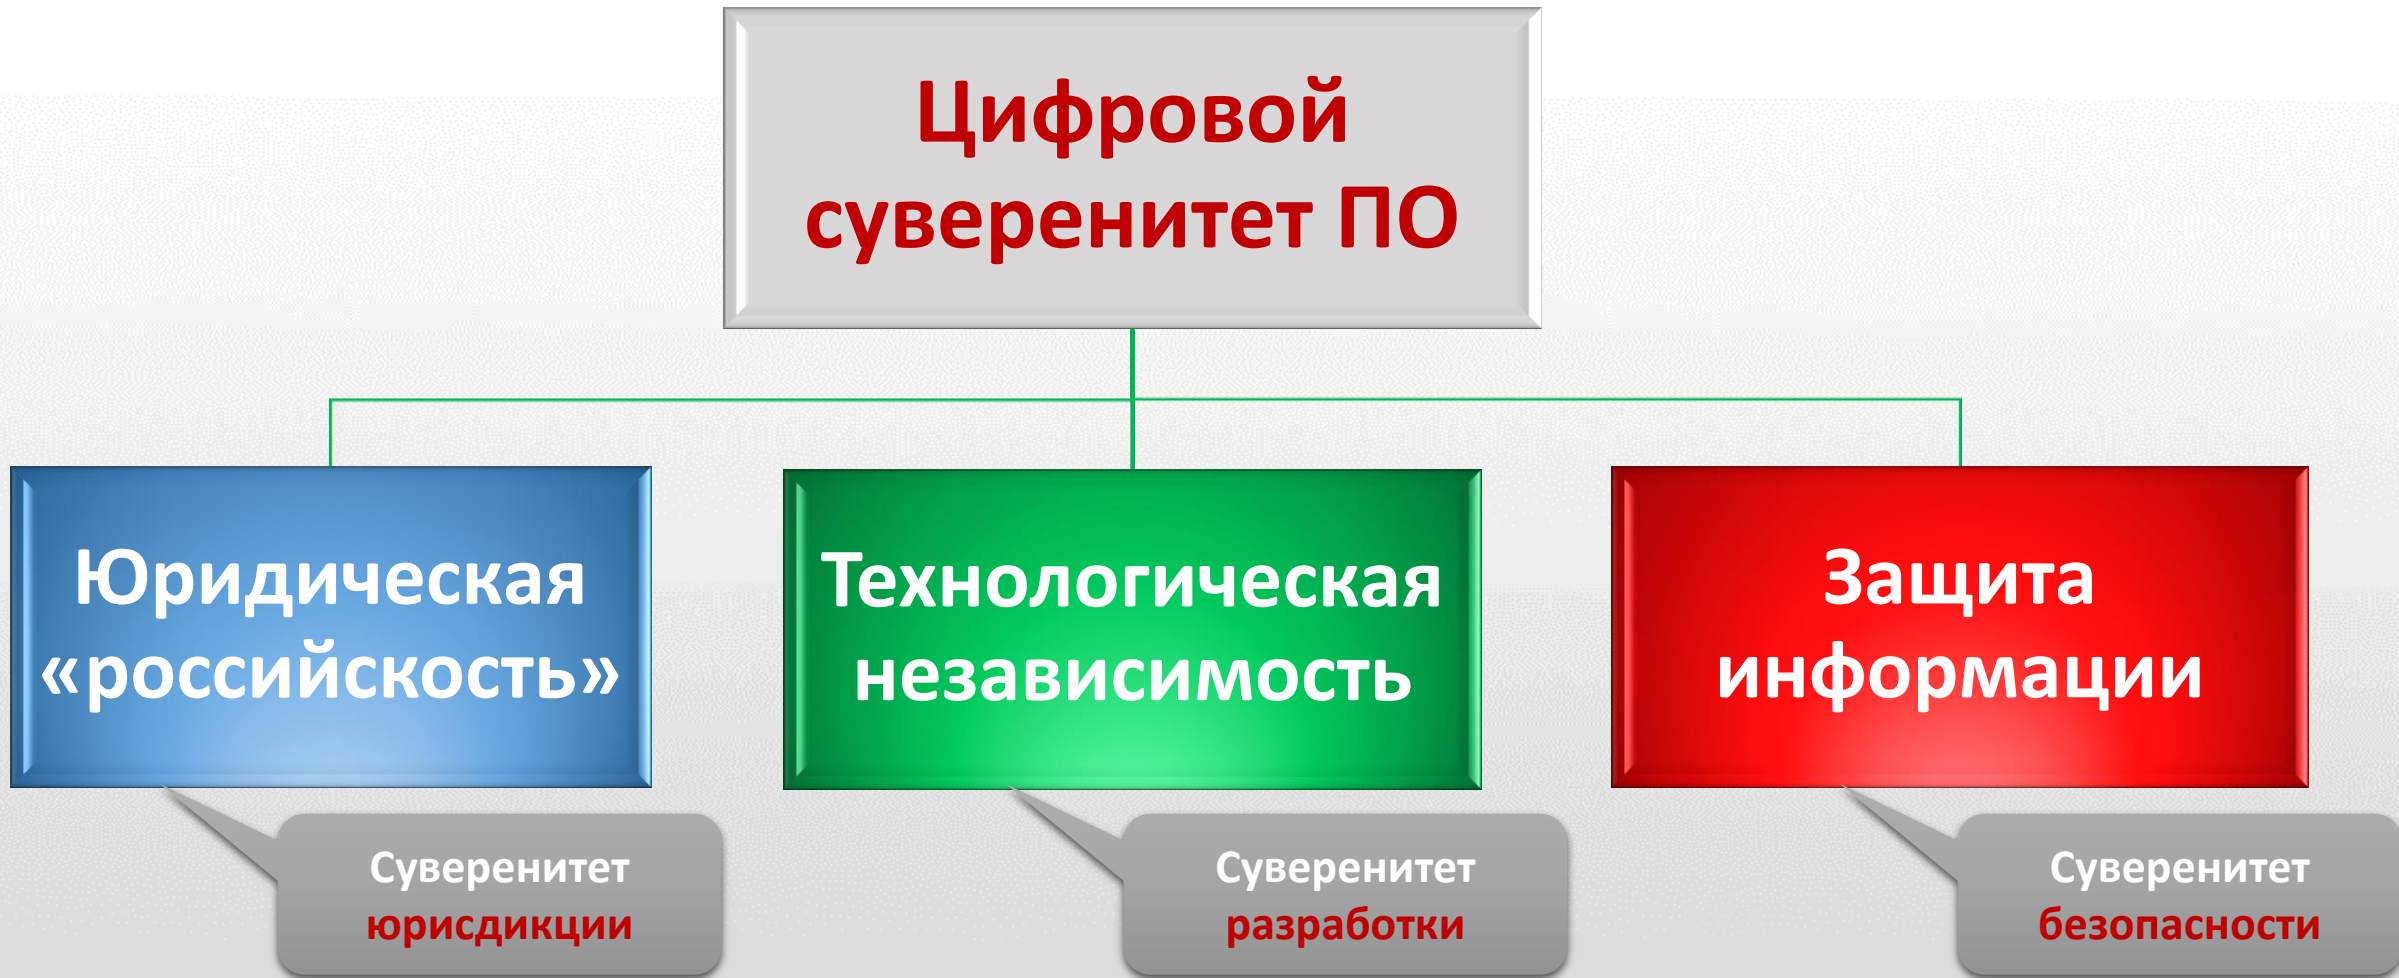 Цифровой
суверенитет ПО
Юридическая
«российскость»
Технологическая
независимость
Защита
информации
Суверенитет
юрисдикции
Суверенитет
разработки
Суверенитет
безопасности